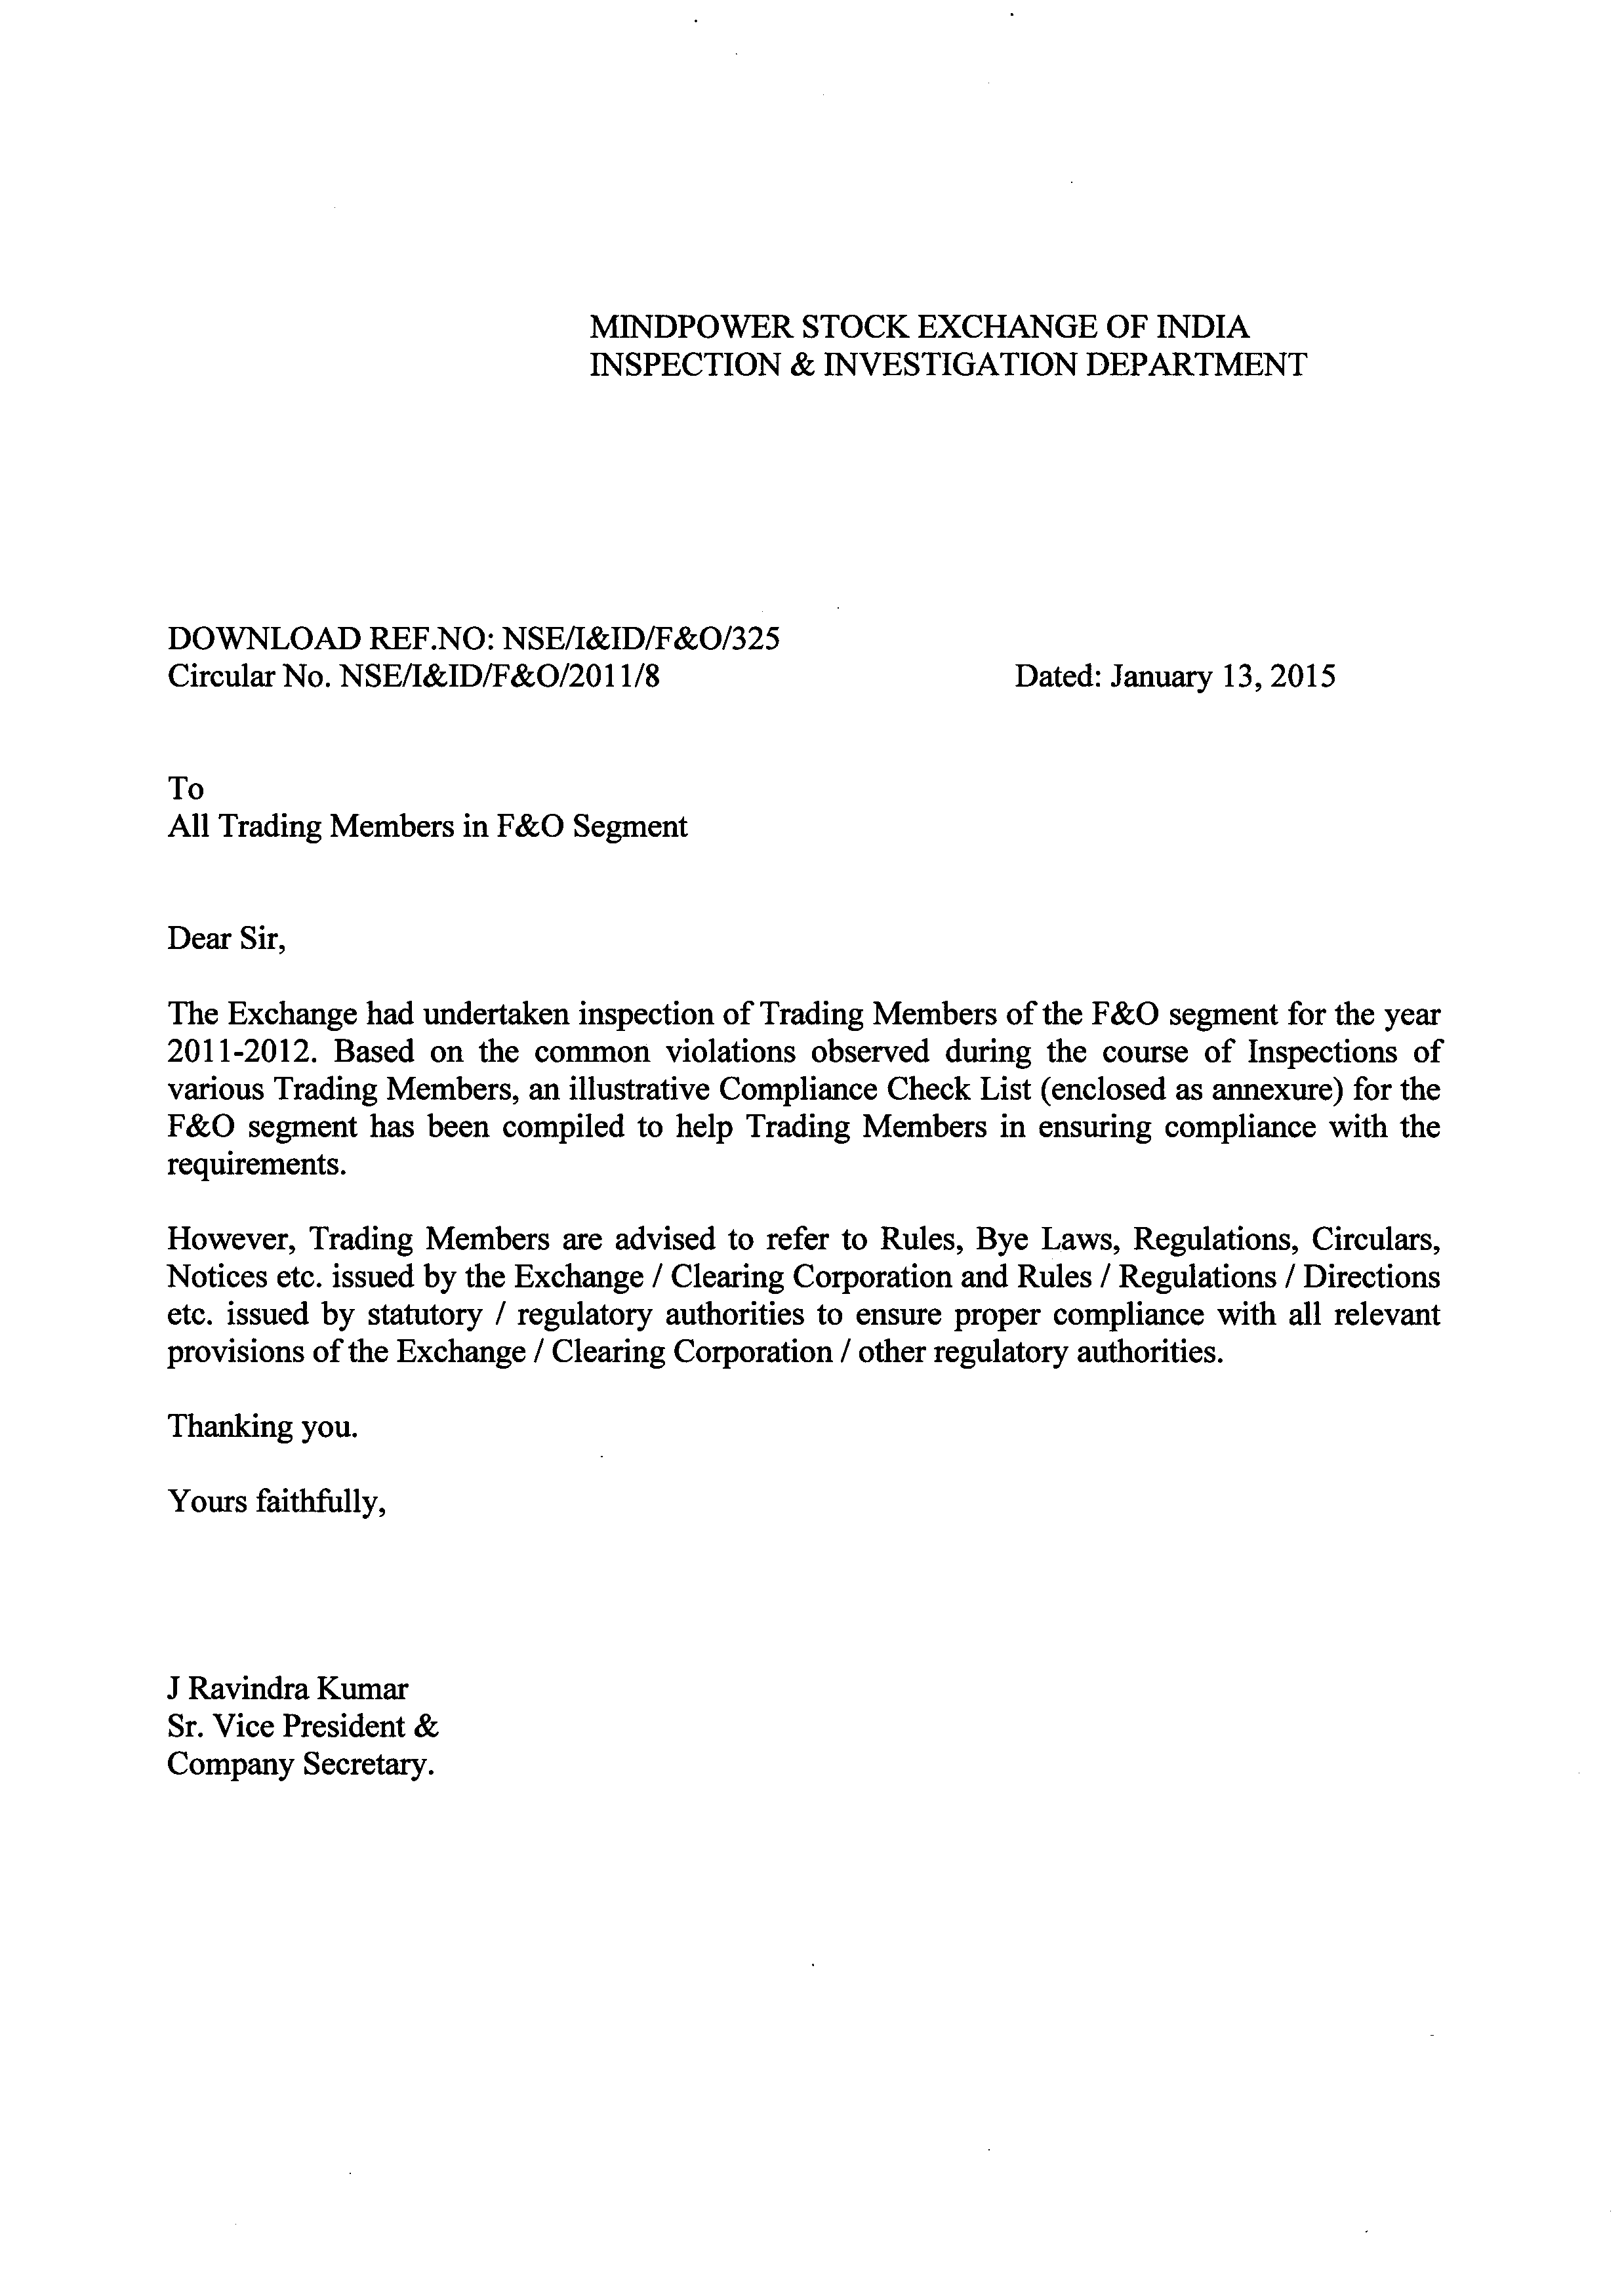 MINDPOWER STOCK EXCHANGE OF INDIA
INSPECTION & INVESTIGATION DEPARTMENT
DOWNLOAD REF.NO: NSE/I&ID/F&O/325
Circular No. NSE/I&ID/F&O/2011/8 Dated: January 13, 2015
To
All Trading Members in F&O Segment
Dear Sir,
The Exchange had undertaken inspection of Trading Members of the F&O segment for the year
2011-2012. Based on the common violations observed during the course of Inspections of
various Trading Members, an illustrative Compliance Check List (enclosed as annexure) for the
F&O segment has been compiled to help Trading Members in ensuring compliance with the
requirements.
However, Trading Members are advised to refer to Rules, Bye Laws, Regulations, Circulars,
Notices etc. issued by the Exchange / Clearing Corporation and Rules / Regulations / Directions
etc. issued by statutory / regulatory authorities to ensure proper compliance with all relevant
provisions of the Exchange / Clearing Corporation / other regulatory authorities.
Thanking you.
Yours faithfully,
J Ravindra Kumar
Sr. Vice President &
Company Secretary.